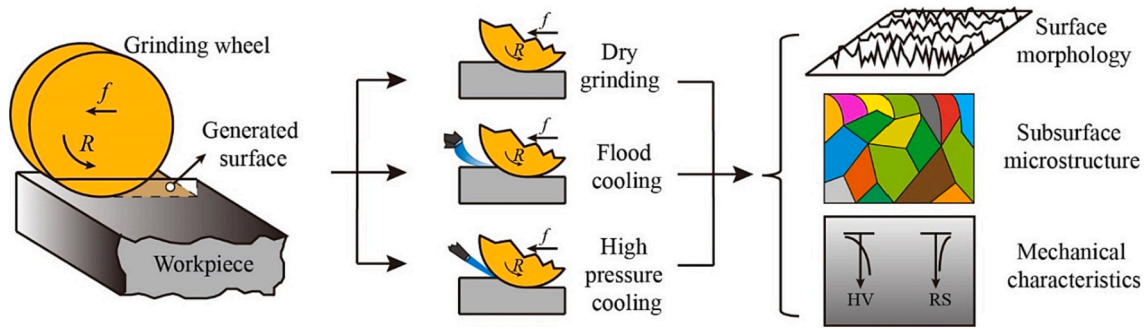 Grinding wheel
f
R
Generated
surface
Workpiece
f
R
Dry
grinding
f
R
Flood
cooling
f
R
High
pressure
cooling
Surface
morphology
Subsurface
microstructure
HV
RS
Mechanical
characteristics